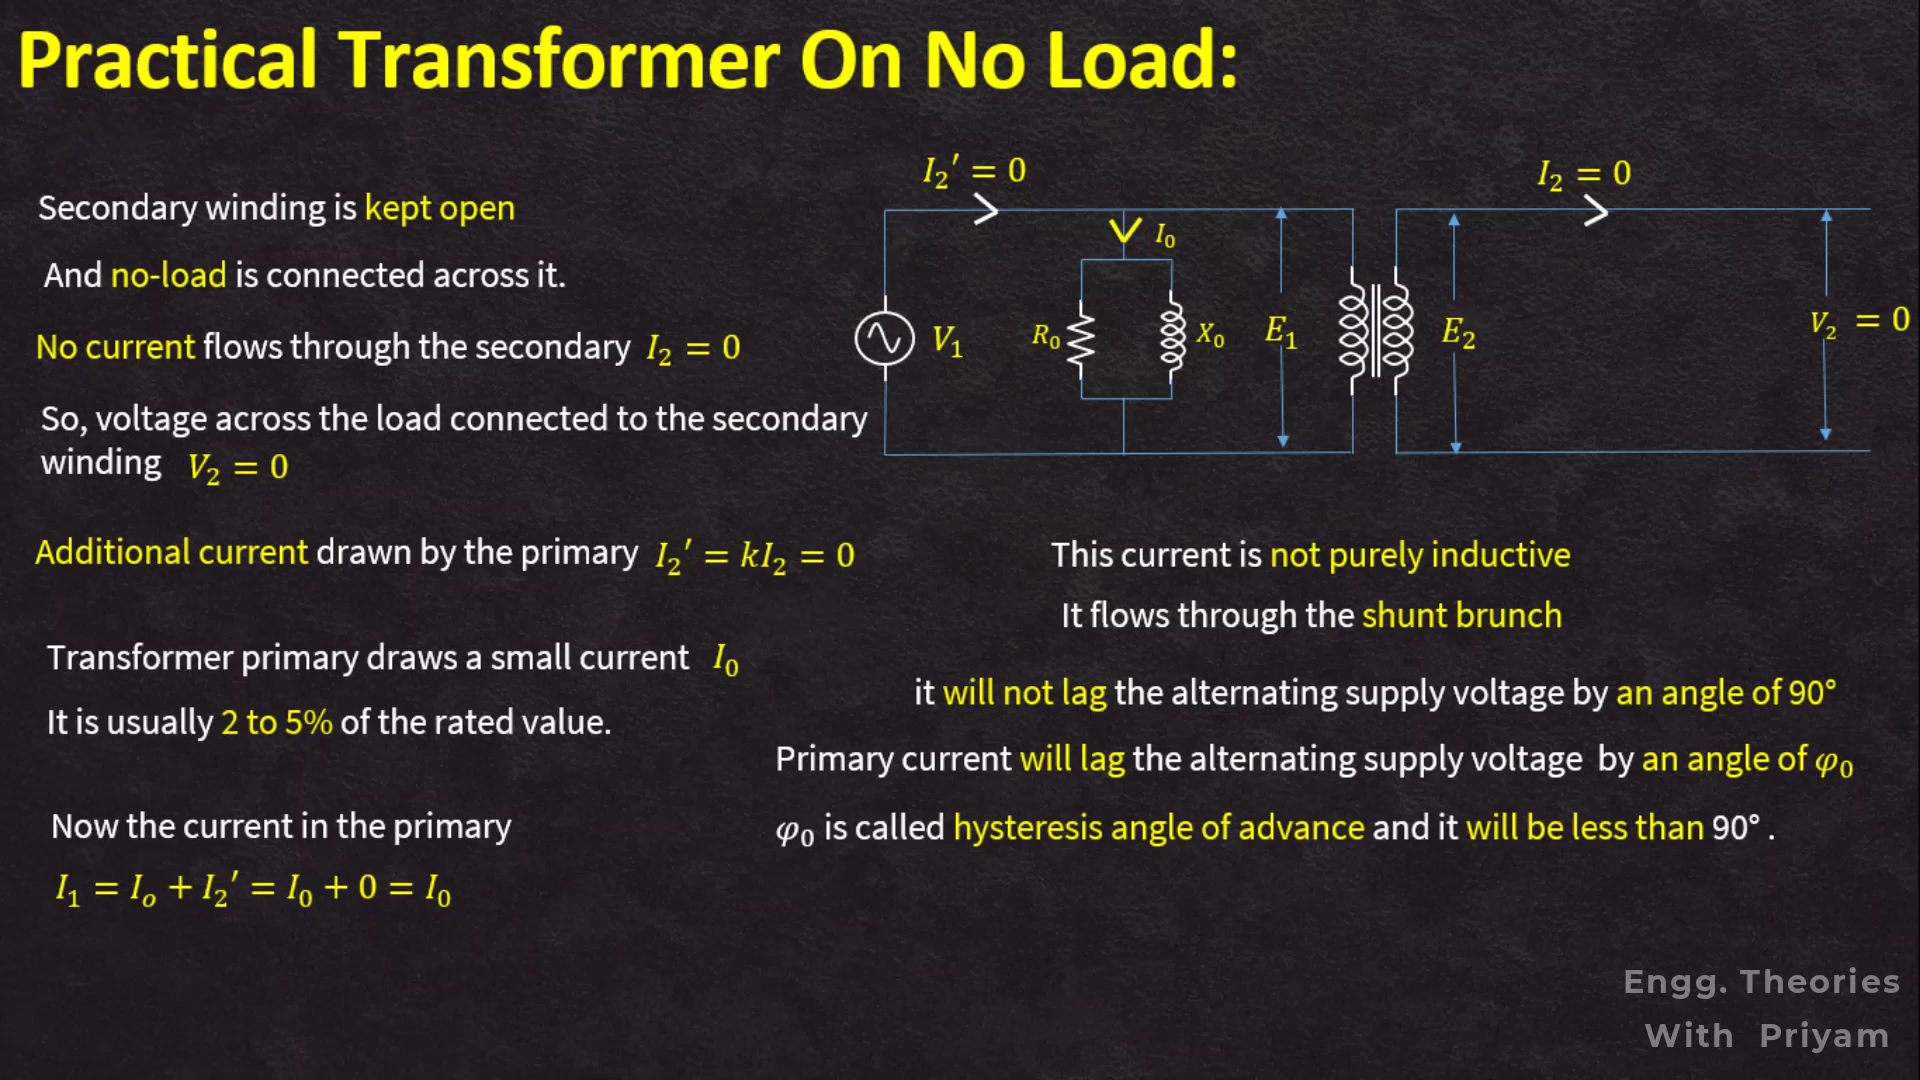 Practical Transformer On No Load:
Secondary winding is kept open
And no-load is connected across it.
No current flows through the secondary I₂ = 0
So, voltage across the load connected to the secondary
winding V₂ = 0
Additional current drawn by the primary I₂′ = kI₂ = 0
Transformer primary draws a small current I₀
It is usually 2 to 5% of the rated value.
Now the current in the primary
I₁ = Iₒ + I₂′ = I₀ + 0 = I₀
I₂′ = 0
I₂ = 0
I₀
V₁
R₀
X₀
E₁
E₂
V₂ = 0
This current is not purely inductive
It flows through the shunt brunch
it will not lag the alternating supply voltage by an angle of 90°
Primary current will lag the alternating supply voltage by an angle of φ₀
φ₀ is called hysteresis angle of advance and it will be less than 90° .
Engg. Theories
With Priyam